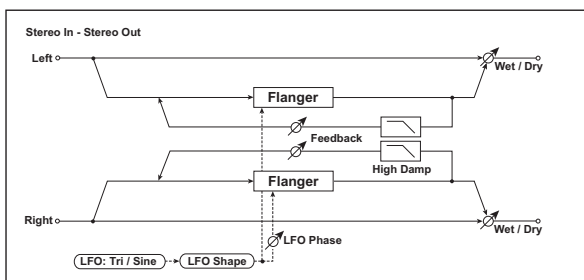 Stereo In - Stereo Out
Left
Wet / Dry
Flanger
Feedback
High Damp
Flanger
Right
Wet / Dry
LFO Phase
LFO: Tri / Sine
LFO Shape